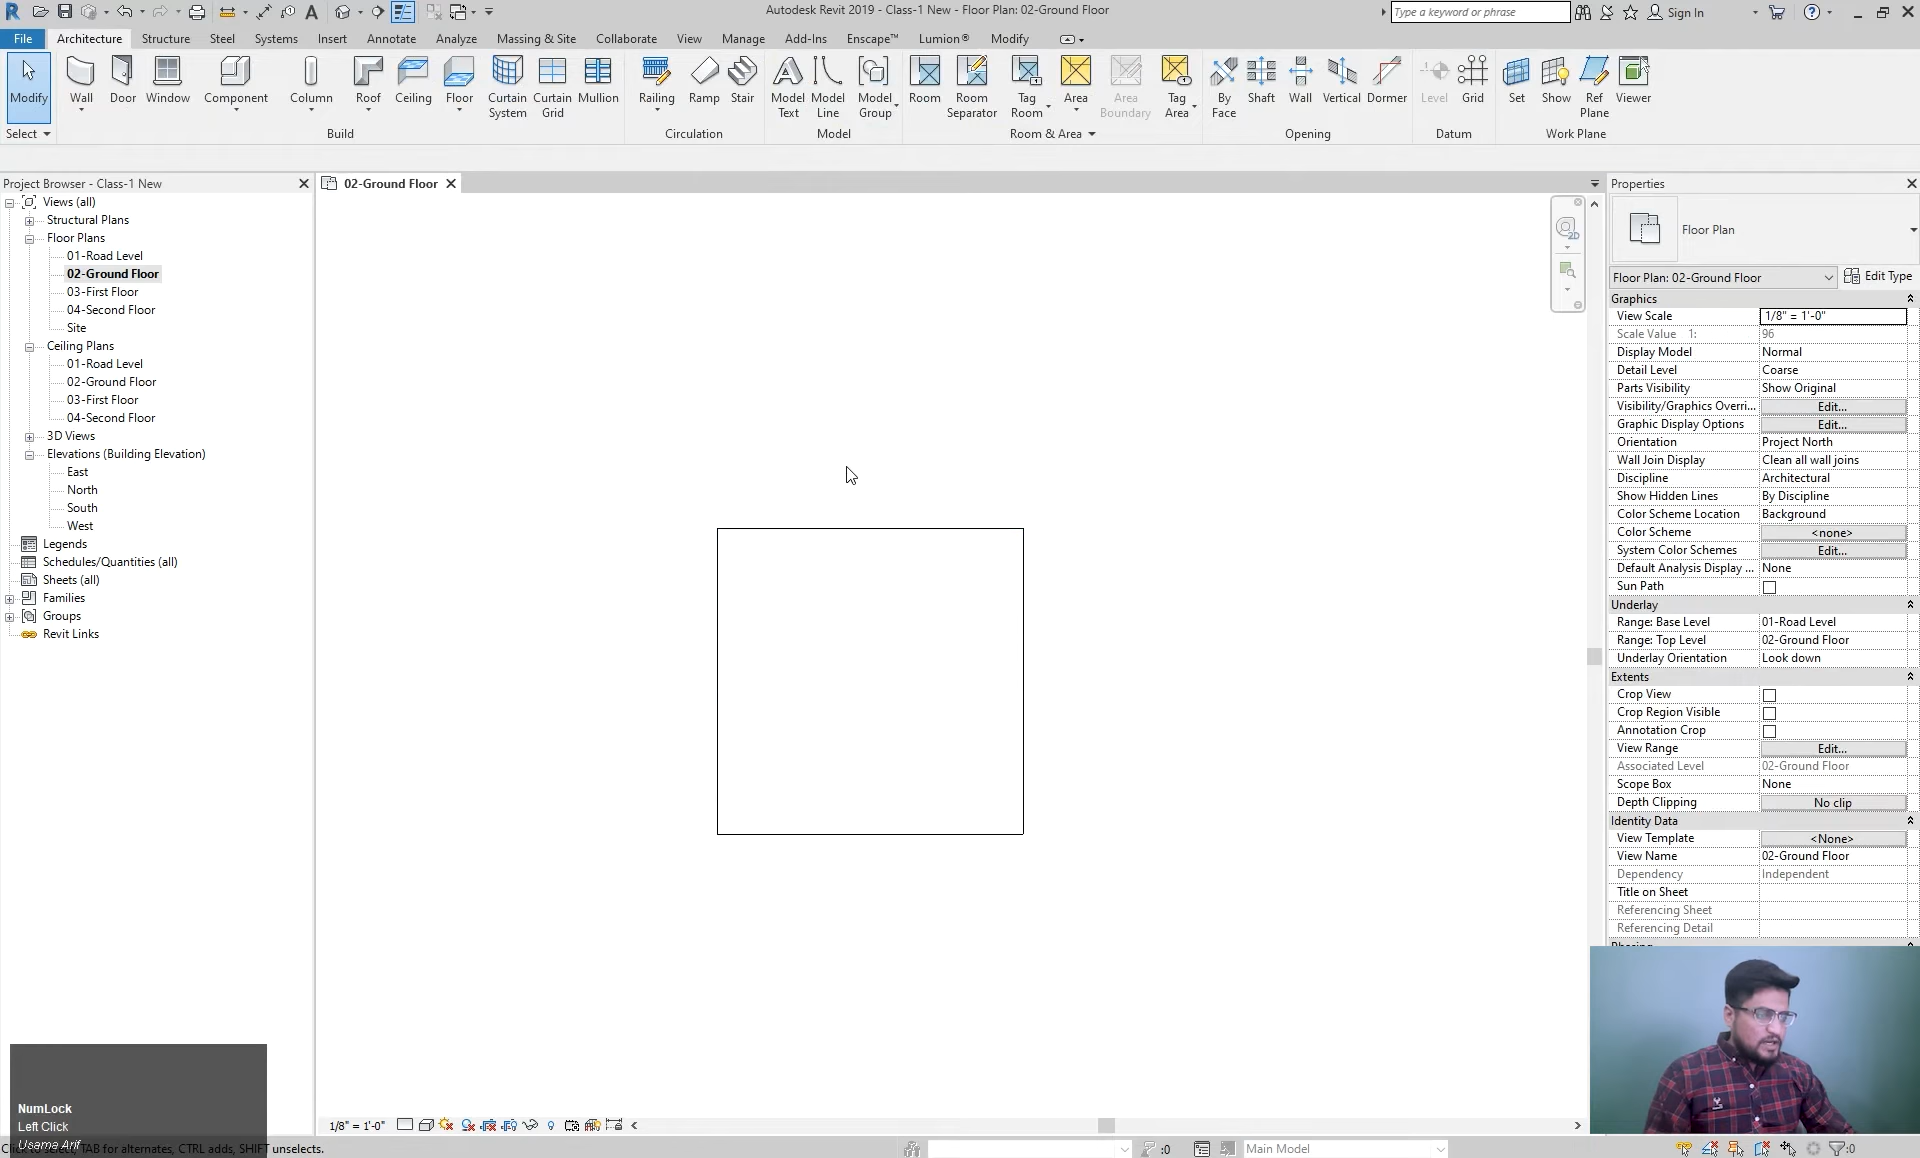 Autodesk Revit 2019 - Class-1 New - Floor Plan: 02-Ground Floor
Type a keyword or phrase
Sign In
File Architecture Structure Steel Systems Insert Annotate Analyze Massing & Site Collaborate View Manage Add-Ins Enscape™ Lumion® Modify
Modify Wall Door Window Component Column Roof Ceiling Floor Curtain System Curtain Grid Mullion Railing Ramp Stair Model Text Model Line Model Group Room Room Separator Tag Room Area Area Boundary Tag Area By Face Shaft Wall Vertical Dormer Level Grid Set Show Ref Plane Viewer
Select Build Circulation Model Room & Area Opening Datum Work Plane
Project Browser - Class-1 New
Views (all)
Structural Plans
Floor Plans
01-Road Level
02-Ground Floor
03-First Floor
04-Second Floor
Site
Ceiling Plans
01-Road Level
02-Ground Floor
03-First Floor
04-Second Floor
3D Views
Elevations (Building Elevation)
East
North
South
West
Legends
Schedules/Quantities (all)
Sheets (all)
Families
Groups
Revit Links
02-Ground Floor
2D
Properties
Floor Plan
Floor Plan: 02-Ground Floor Edit Type
Graphics
View Scale 1/8" = 1'-0"
Scale Value 1: 96
Display Model Normal
Detail Level Coarse
Parts Visibility Show Original
Visibility/Graphics Overri... Edit...
Graphic Display Options Edit...
Orientation Project North
Wall Join Display Clean all wall joins
Discipline Architectural
Show Hidden Lines By Discipline
Color Scheme Location Background
Color Scheme <none>
System Color Schemes Edit...
Default Analysis Display ... None
Sun Path
Underlay
Range: Base Level 01-Road Level
Range: Top Level 02-Ground Floor
Underlay Orientation Look down
Extents
Crop View
Crop Region Visible
Annotation Crop
View Range Edit...
Associated Level 02-Ground Floor
Scope Box None
Depth Clipping No clip
Identity Data
View Template <None>
View Name 02-Ground Floor
Dependency Independent
Title on Sheet
Referencing Sheet
Referencing Detail
Phasing
NumLock
Left Click
Usama Arif
1/8" = 1'-0"
Click to select, TAB for alternates, CTRL adds, SHIFT unselects.
:0
Main Model
:0